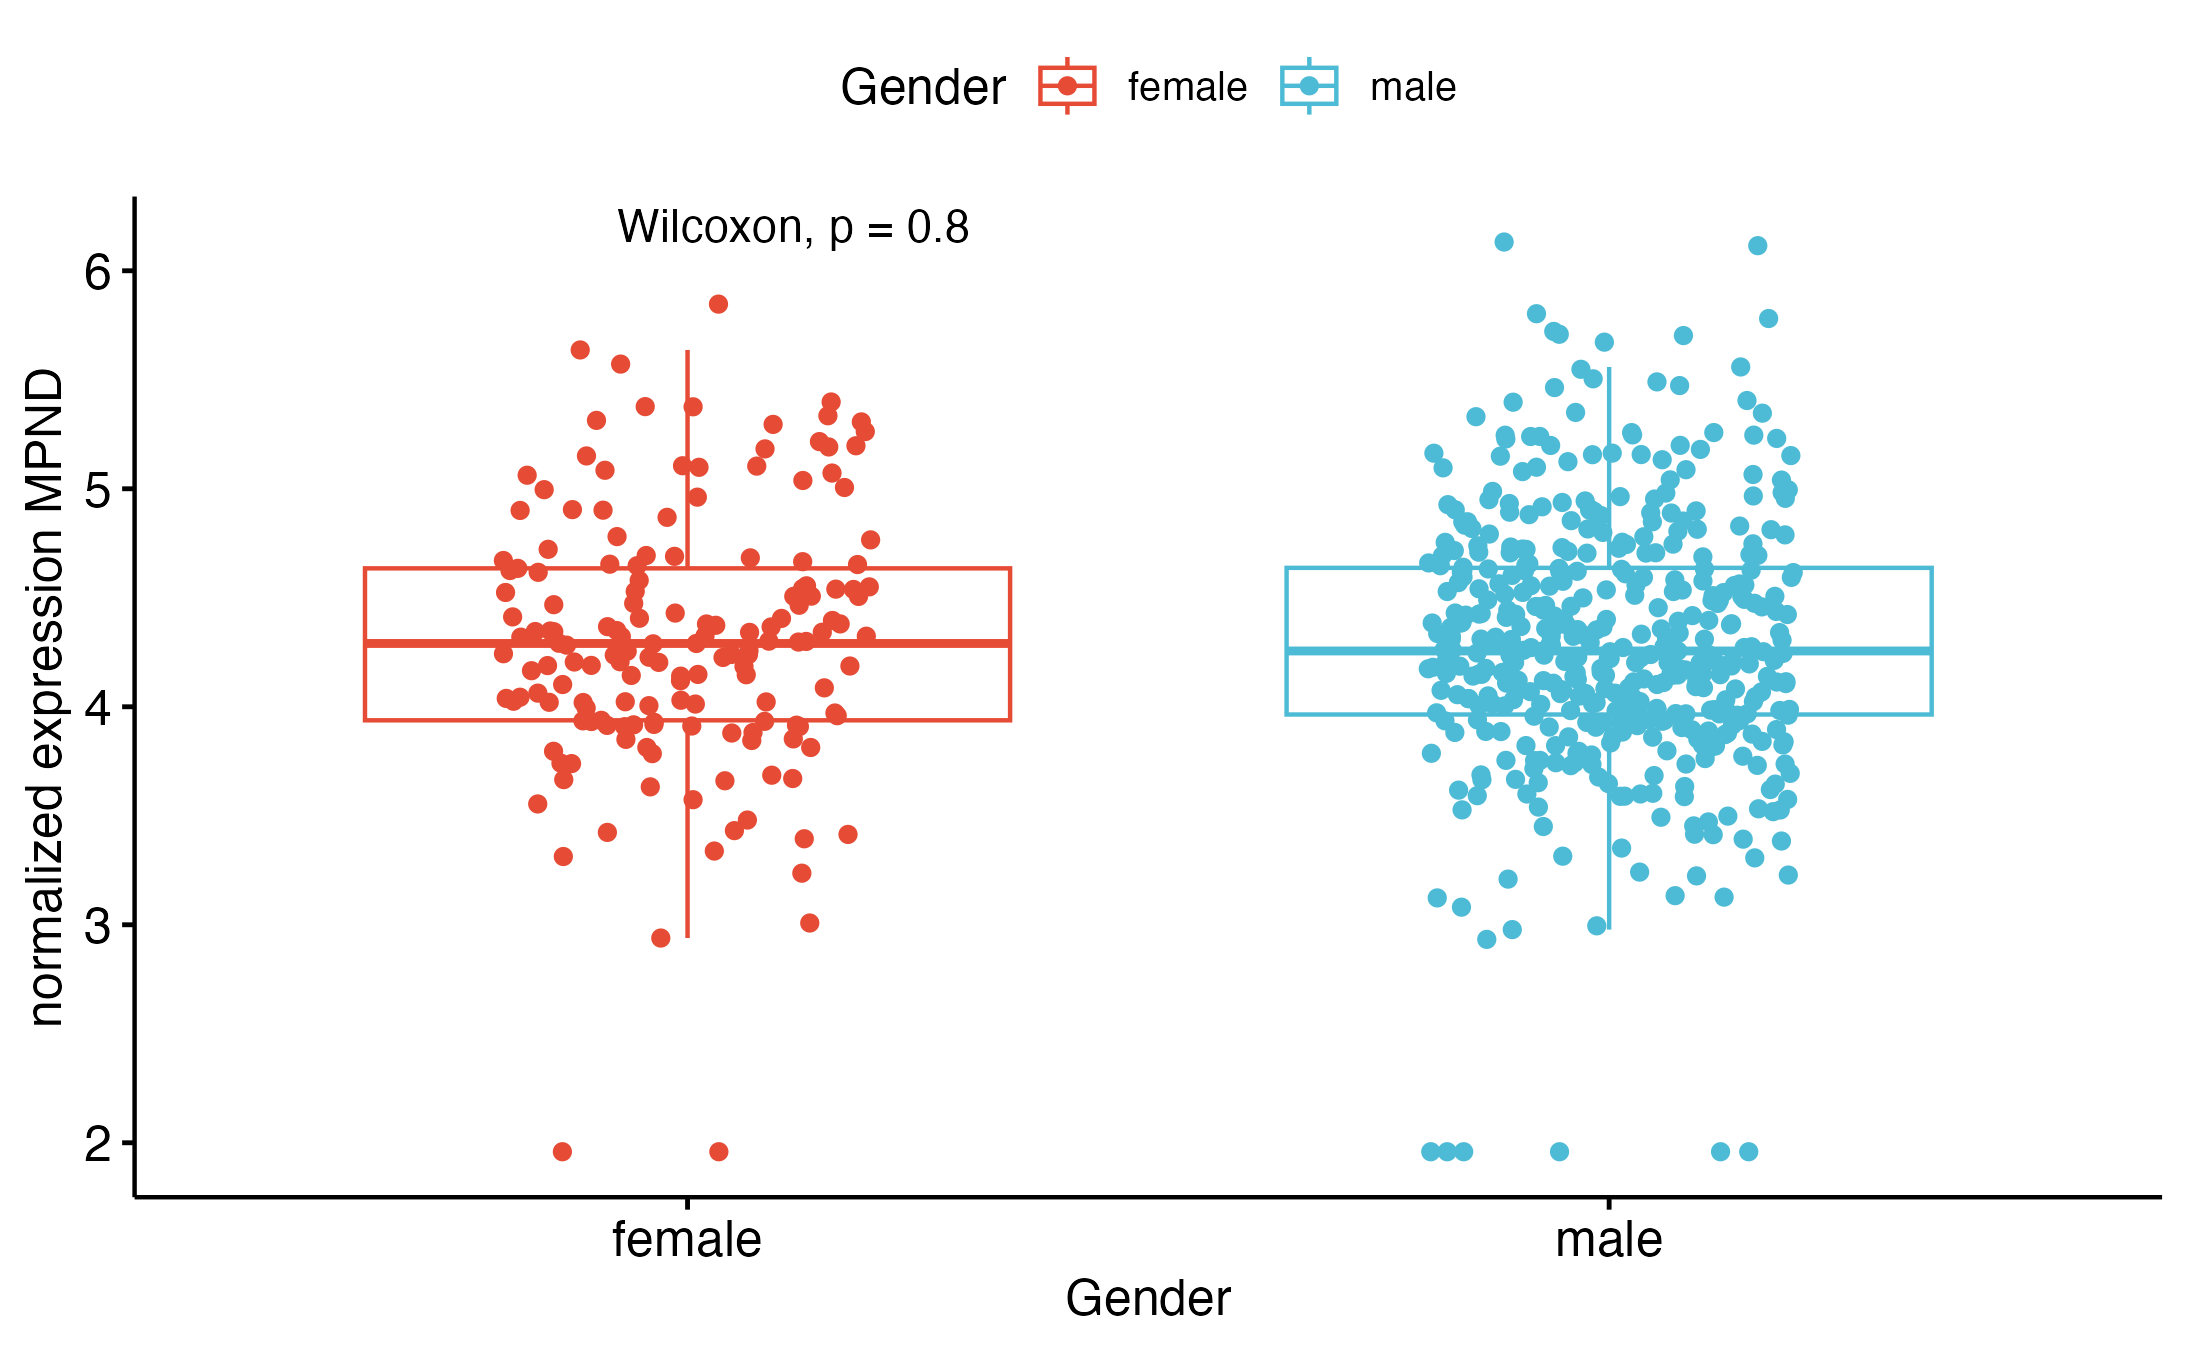 Gender female male
Wilcoxon, p = 0.8
normalized expression MPND
6
5
4
3
2
female male
Gender